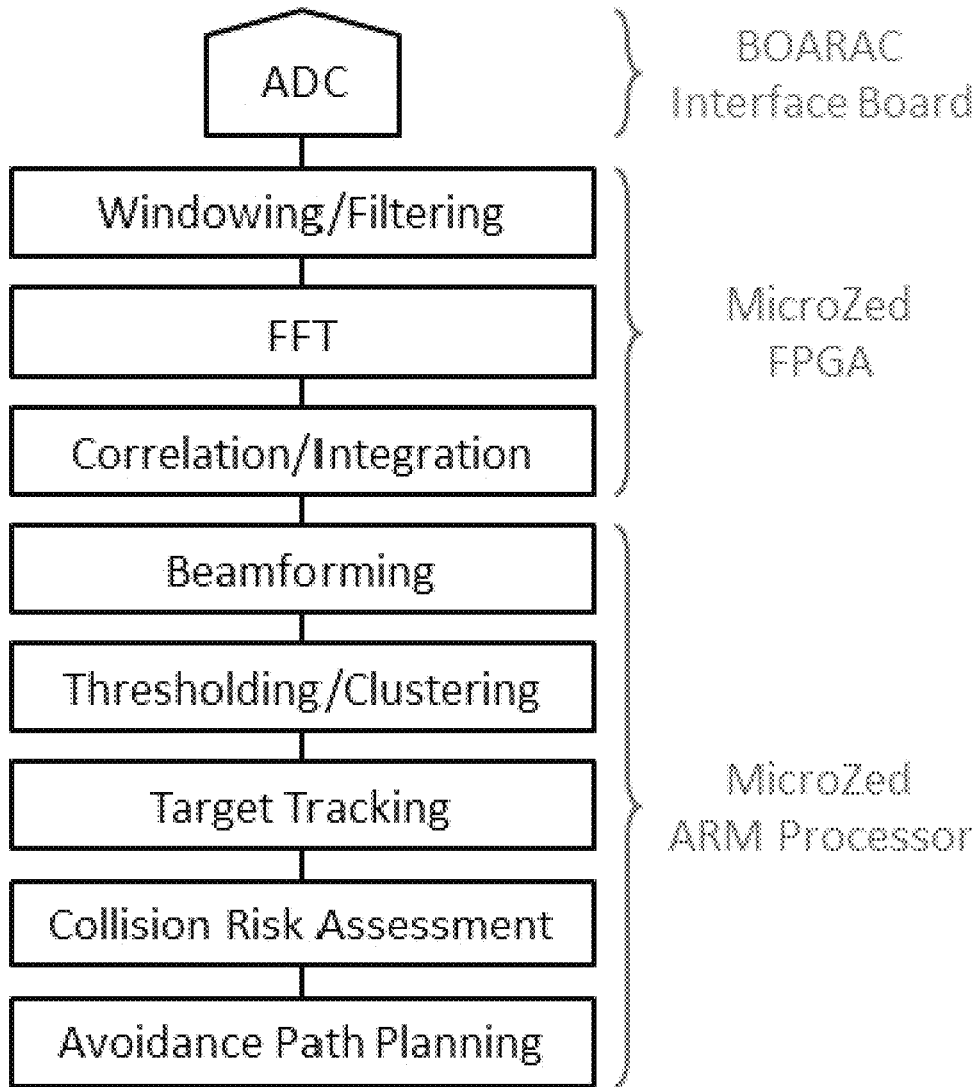 ADC
BOARAC
Interface Board
Windowing/Filtering
FFT
Correlation/Integration
MicroZed
FPGA
Beamforming
Thresholding/Clustering
Target Tracking
Collision Risk Assessment
Avoidance Path Planning
MicroZed
ARM Processor